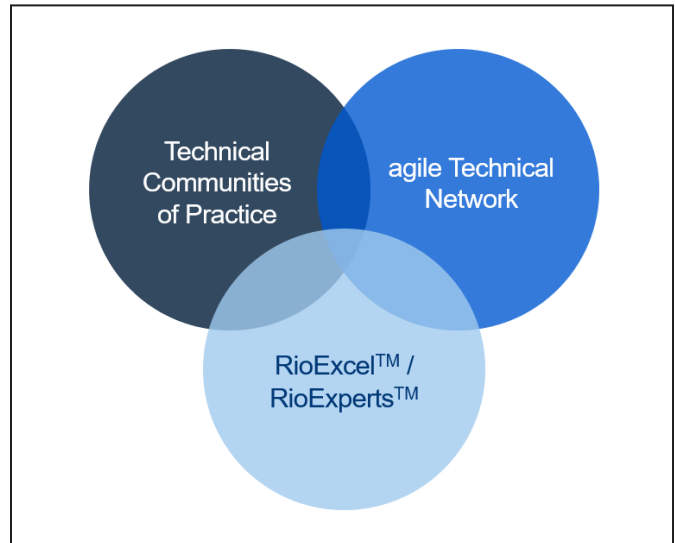 Technical
Communities
of Practice
agile Technical
Network
RioExcel™ /
RioExperts™